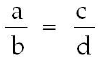 a/b = c/d